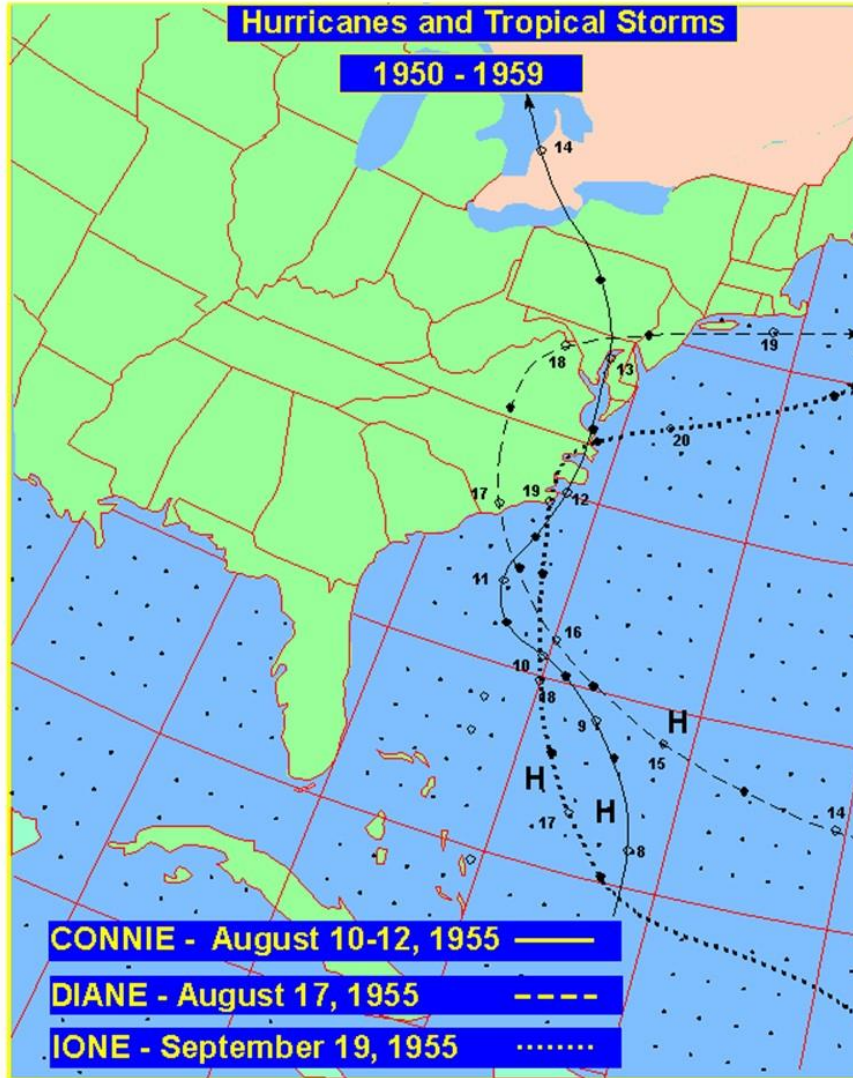 Hurricanes and Tropical Storms
1950 - 1959
14
18
19
13
20
17
19
12
11
16
10
18
9
H
15
H
H
17
14
8
CONNIE - August 10-12, 1955
DIANE - August 17, 1955
IONE - September 19, 1955